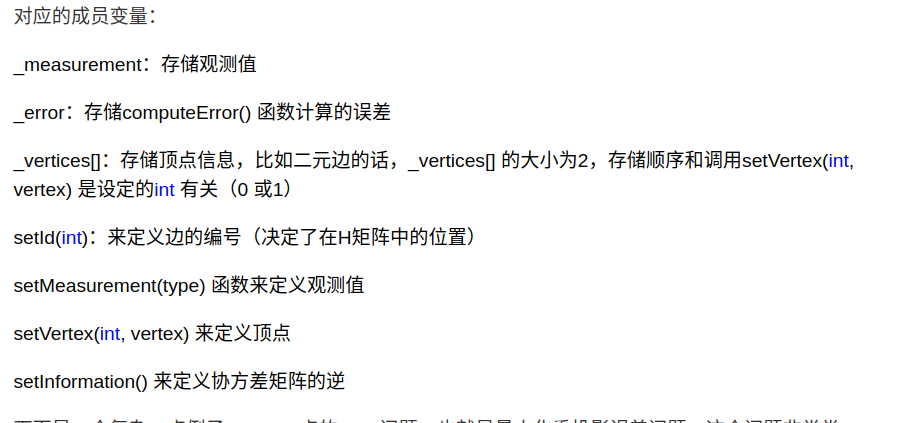 对应的成员变量：
_measurement：存储观测值
_error：存储computeError() 函数计算的误差
_vertices[]：存储顶点信息，比如二元边的话，_vertices[] 的大小为2，存储顺序和调用setVertex(int,
vertex) 是设定的int 有关（0 或1）
setId(int)：来定义边的编号（决定了在H矩阵中的位置）
setMeasurement(type) 函数来定义观测值
setVertex(int, vertex) 来定义顶点
setInformation() 来定义协方差矩阵的逆